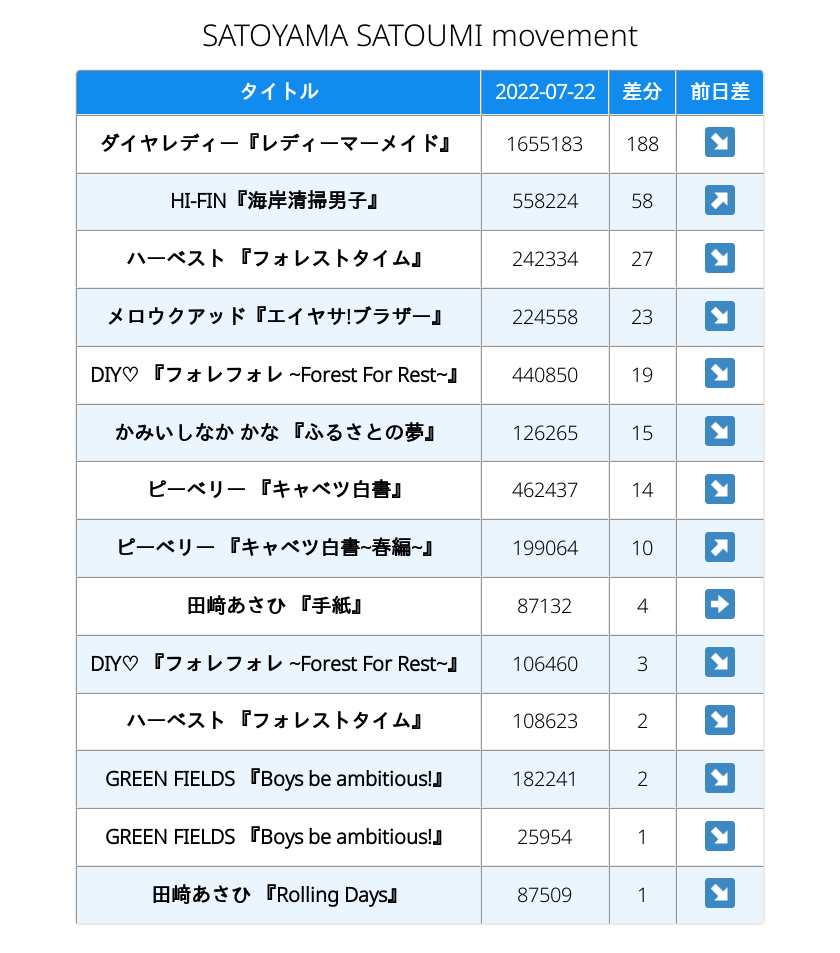 SATOYAMA SATOUMI movement
タイトル 2022-07-22 差分 前日差
ダイヤレディー『レディーマーメイド』 1655183 188 ↘
HI-FIN『海岸清掃男子』 558224 58 ↗
ハーベスト 『フォレストタイム』 242334 27 ↘
メロウクアッド『エイヤサ!ブラザー』 224558 23 ↘
DIY♡ 『フォレフォレ ~Forest For Rest~』 440850 19 ↘
かみいしなか かな 『ふるさとの夢』 126265 15 ↘
ピーベリー 『キャベツ白書』 462437 14 ↘
ピーベリー 『キャベツ白書~春編~』 199064 10 ↗
田﨑あさひ 『手紙』 87132 4 ➡
DIY♡ 『フォレフォレ ~Forest For Rest~』 106460 3 ↘
ハーベスト 『フォレストタイム』 108623 2 ↘
GREEN FIELDS 『Boys be ambitious!』 182241 2 ↘
GREEN FIELDS 『Boys be ambitious!』 25954 1 ↘
田﨑あさひ 『Rolling Days』 87509 1 ↘